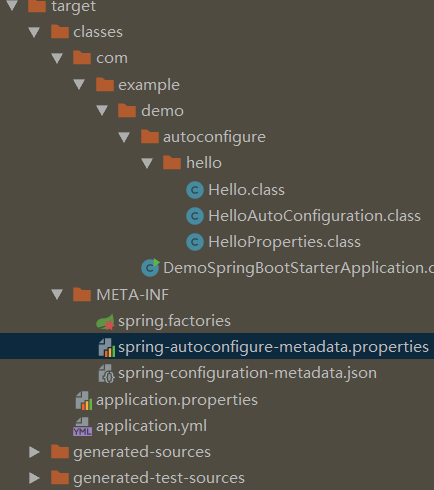 target
classes
com
example
demo
autoconfigure
hello
Hello.class
HelloAutoConfiguration.class
HelloProperties.class
DemoSpringBootStarterApplication.c
META-INF
spring.factories
spring-autoconfigure-metadata.properties
spring-configuration-metadata.json
application.properties
application.yml
generated-sources
generated-test-sources